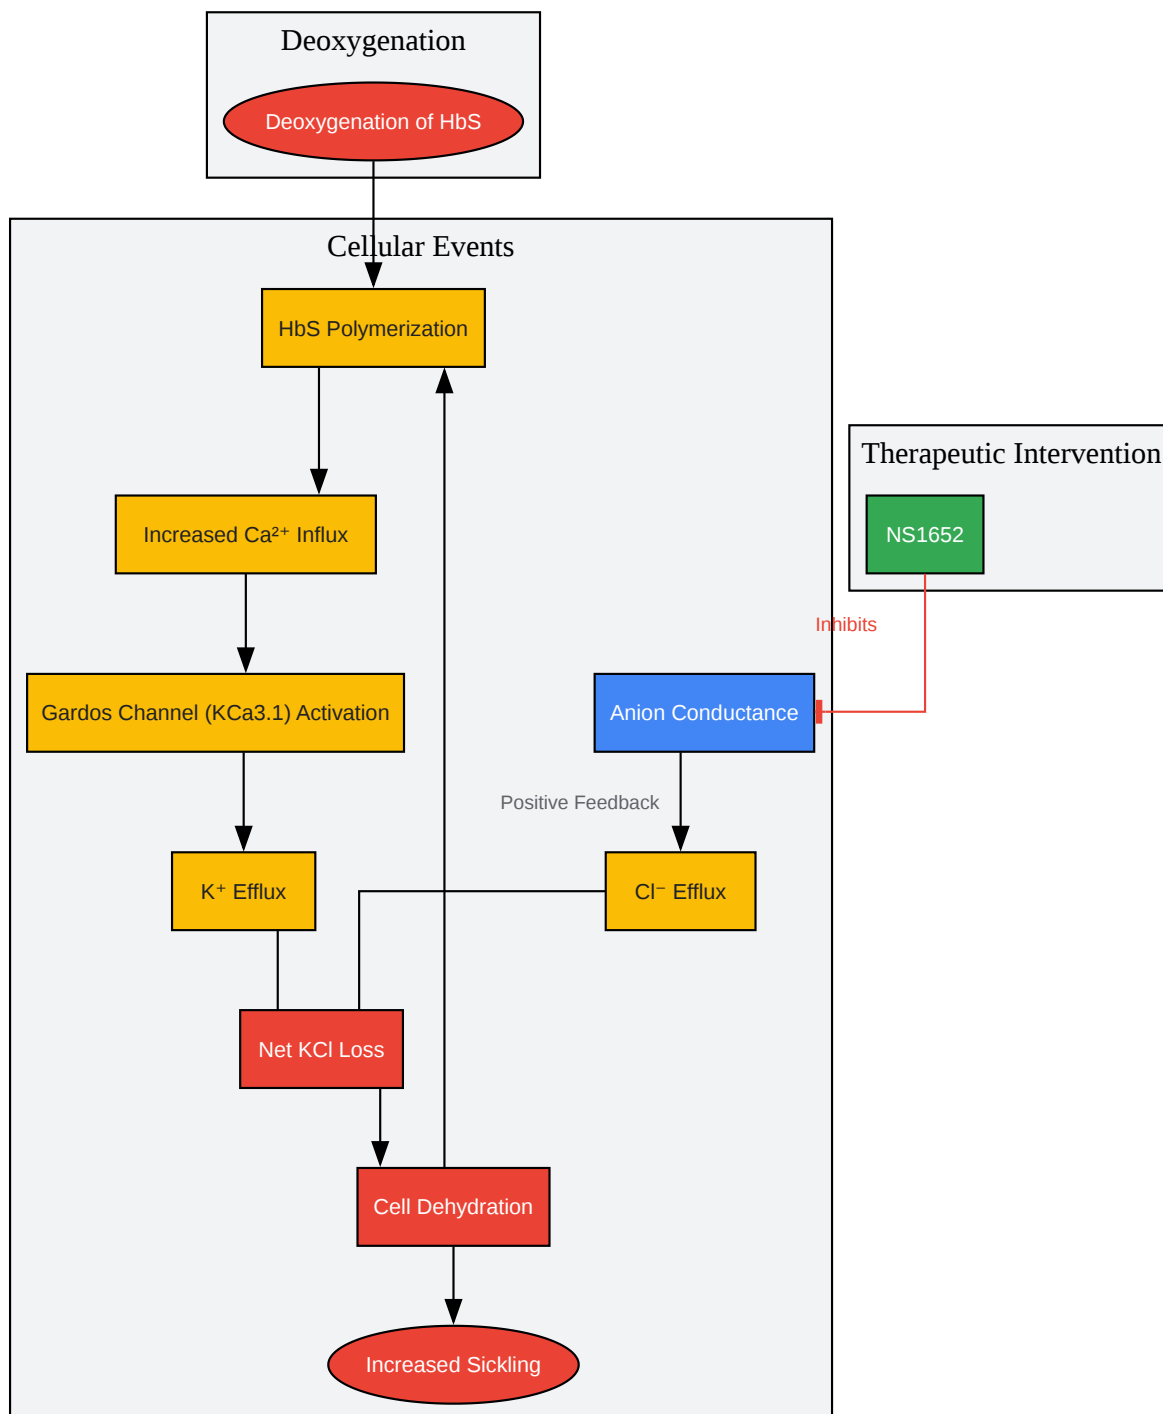 Deoxygenation
Deoxygenation of HbS
Cellular Events
HbS Polymerization
Therapeutic Intervention
Increased Ca²⁺ Influx
NS1652
Inhibits
Gardos Channel (KCa3.1) Activation
Anion Conductance
Positive Feedback
K⁺ Efflux
Cl⁻ Efflux
Net KCl Loss
Cell Dehydration
Increased Sickling